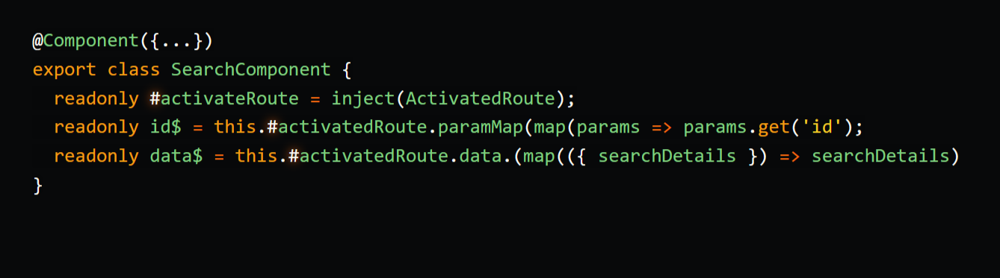 @Component({...})
export class SearchComponent {
  readonly #activateRoute = inject(ActivatedRoute);
  readonly id$ = this.#activatedRoute.paramMap(map(params => params.get('id');
  readonly data$ = this.#activatedRoute.data.(map(({ searchDetails }) => searchDetails)
}